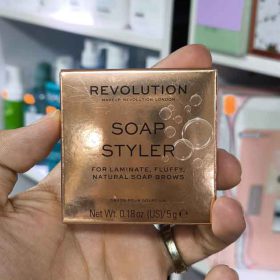 REVOLUTION
MAKEUP REVOLUTION LONDON
SOAP
STYLER
FOR LAMINATE, FLUFFY,
NATURAL SOAP BROWS
Net Wt. 0.18oz (US)/5g e